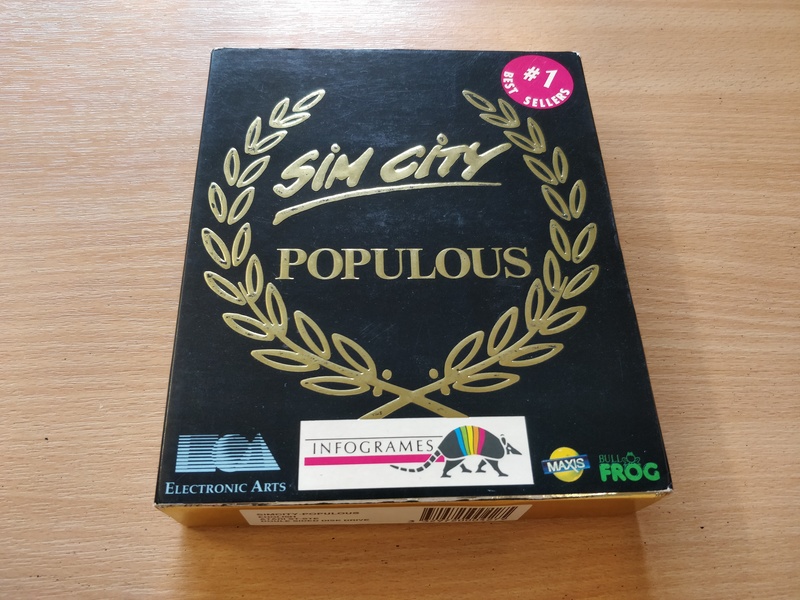 #1
BEST SELLERS
SIM CITY
POPULOUS
INFOGRAMES
ELECTRONIC ARTS
MAXIS
BULL
FROG
SIMCITY-POPULOUS